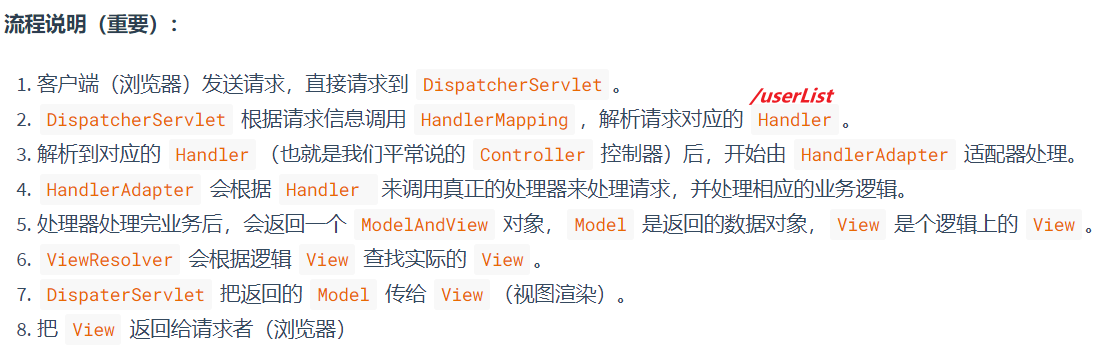 流程说明（重要）：
/userList
1. 客户端（浏览器）发送请求，直接请求到 DispatcherServlet 。
2. DispatcherServlet 根据请求信息调用 HandlerMapping ，解析请求对应的 Handler 。
3. 解析到对应的 Handler （也就是我们平常说的 Controller 控制器）后，开始由 HandlerAdapter 适配器处理。
4. HandlerAdapter 会根据 Handler 来调用真正的处理器来处理请求，并处理相应的业务逻辑。
5. 处理器处理完业务后，会返回一个 ModelAndView 对象， Model 是返回的数据对象， View 是个逻辑上的 View 。
6. ViewResolver 会根据逻辑 View 查找实际的 View 。
7. DispaterServlet 把返回的 Model 传给 View （视图渲染）。
8. 把 View 返回给请求者（浏览器）